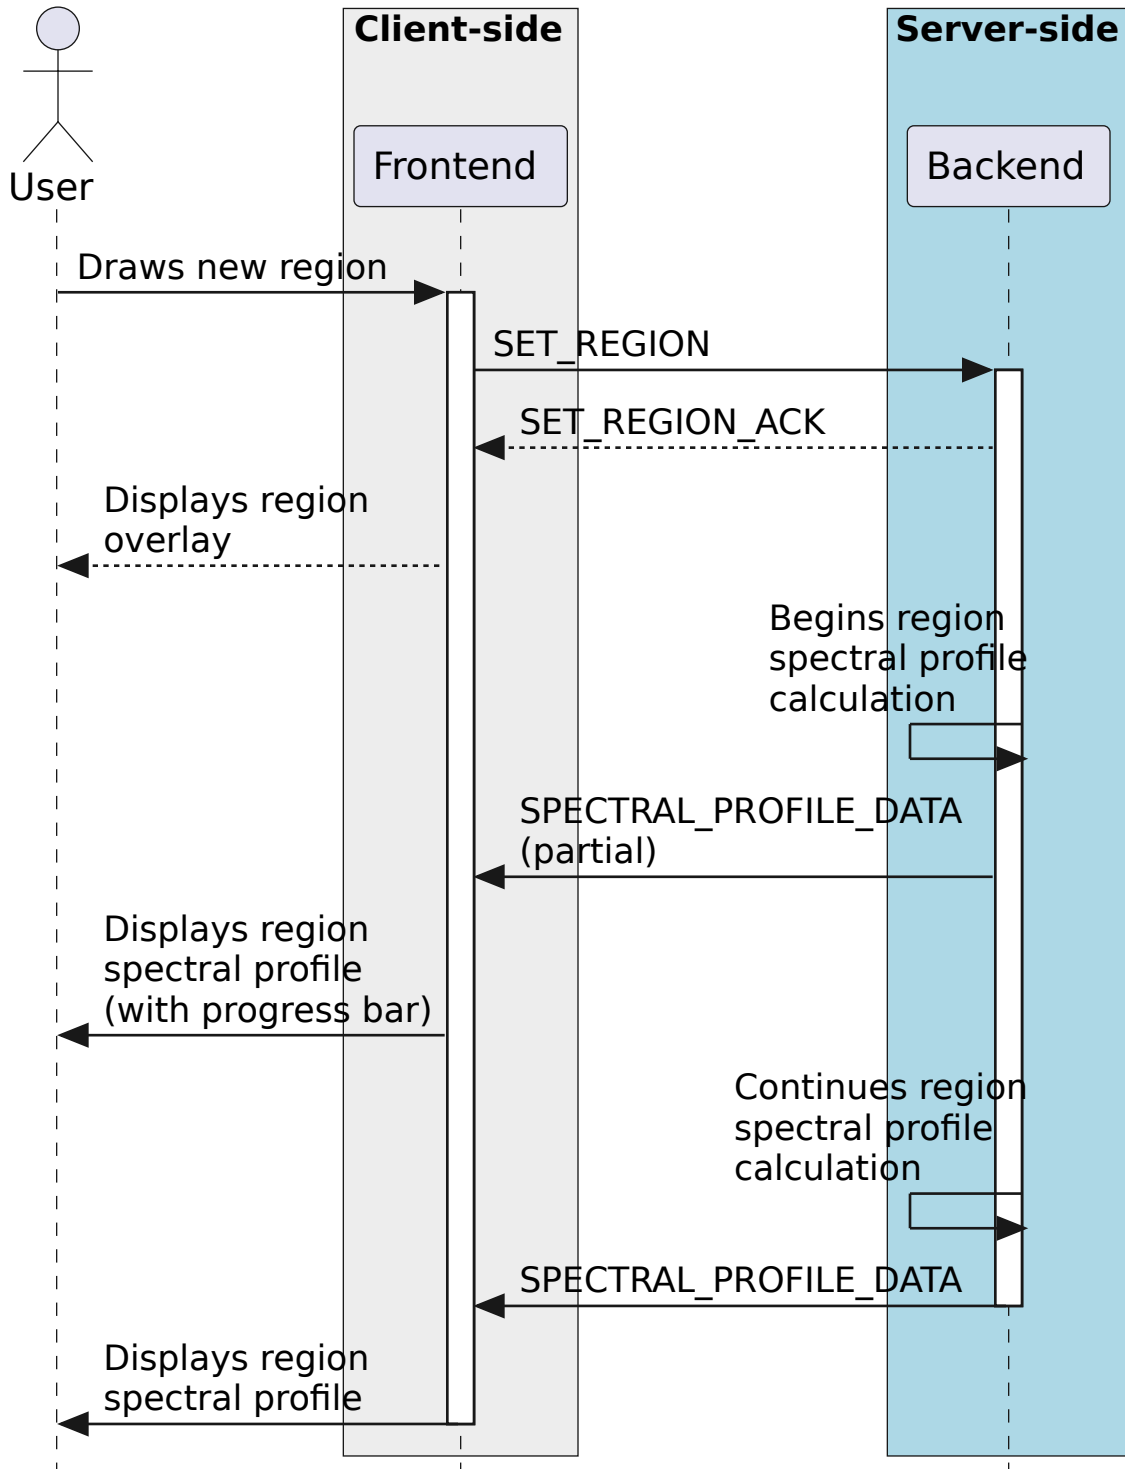 Client-side
Server-side
User
Frontend
Backend
Draws new region
SET_REGION
SET_REGION_ACK
Displays region
overlay
Begins region
spectral profile
calculation
SPECTRAL_PROFILE_DATA
(partial)
Displays region
spectral profile
(with progress bar)
Continues region
spectral profile
calculation
SPECTRAL_PROFILE_DATA
Displays region
spectral profile